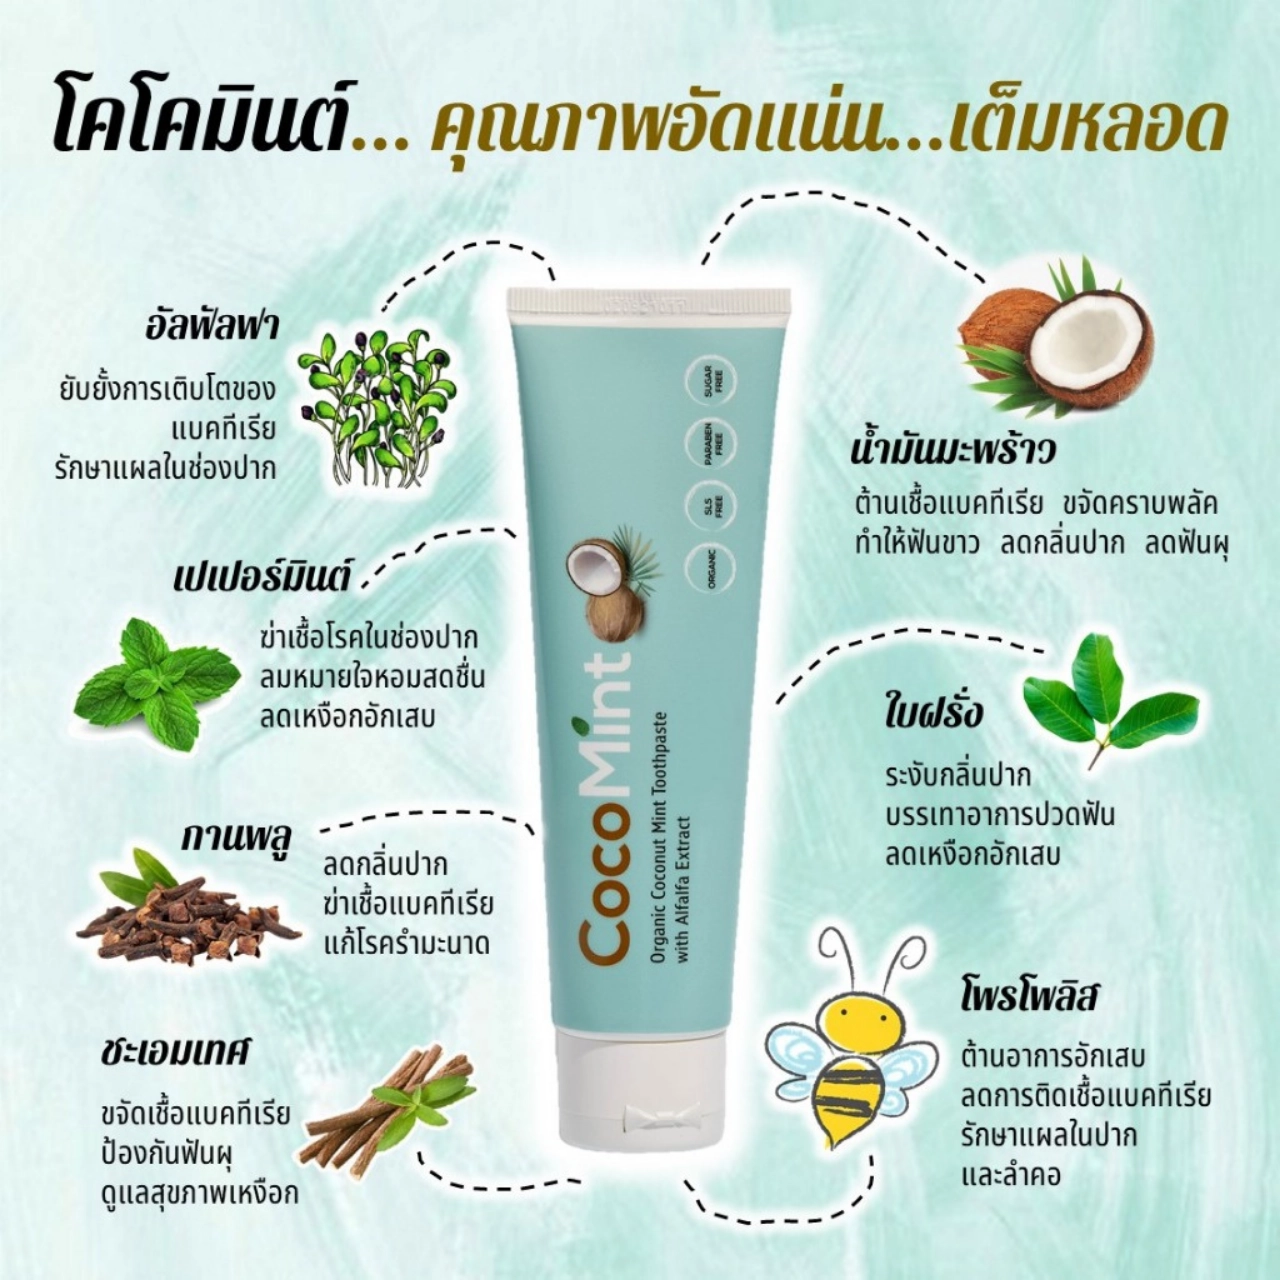 โคโคมินต์... คุณภาพอัดแน่น...เต็มหลอด
อัลฟัลฟา
ยับยั้งการเติบโตของ
แบคทีเรีย
รักษาแผลในช่องปาก
น้ำมันมะพร้าว
ต้านเชื้อแบคทีเรีย ขจัดคราบพลัค
ทำให้ฟันขาว ลดกลิ่นปาก ลดฟันผุ
เปเปอร์มินต์
ฆ่าเชื้อโรคในช่องปาก
ลมหมายใจหอมสดชื่น
ลดเหงือกอักเสบ
ใบฝรั่ง
ระงับกลิ่นปาก
บรรเทาอาการปวดฟัน
ลดเหงือกอักเสบ
กานพลู
ลดกลิ่นปาก
ฆ่าเชื้อแบคทีเรีย
แก้โรครำมะนาด
โพรโพลิส
ต้านอาการอักเสบ
ลดการติดเชื้อแบคทีเรีย
รักษาแผลในปาก
และลำคอ
ชะเอมเทศ
ขจัดเชื้อแบคทีเรีย
ป้องกันฟันผุ
ดูแลสุขภาพเหงือก
SUGAR
FREE
PARABEN
FREE
SLS
FREE
ORGANIC
CocoMint
Organic Coconut Mint Toothpaste
with Alfalfa Extract